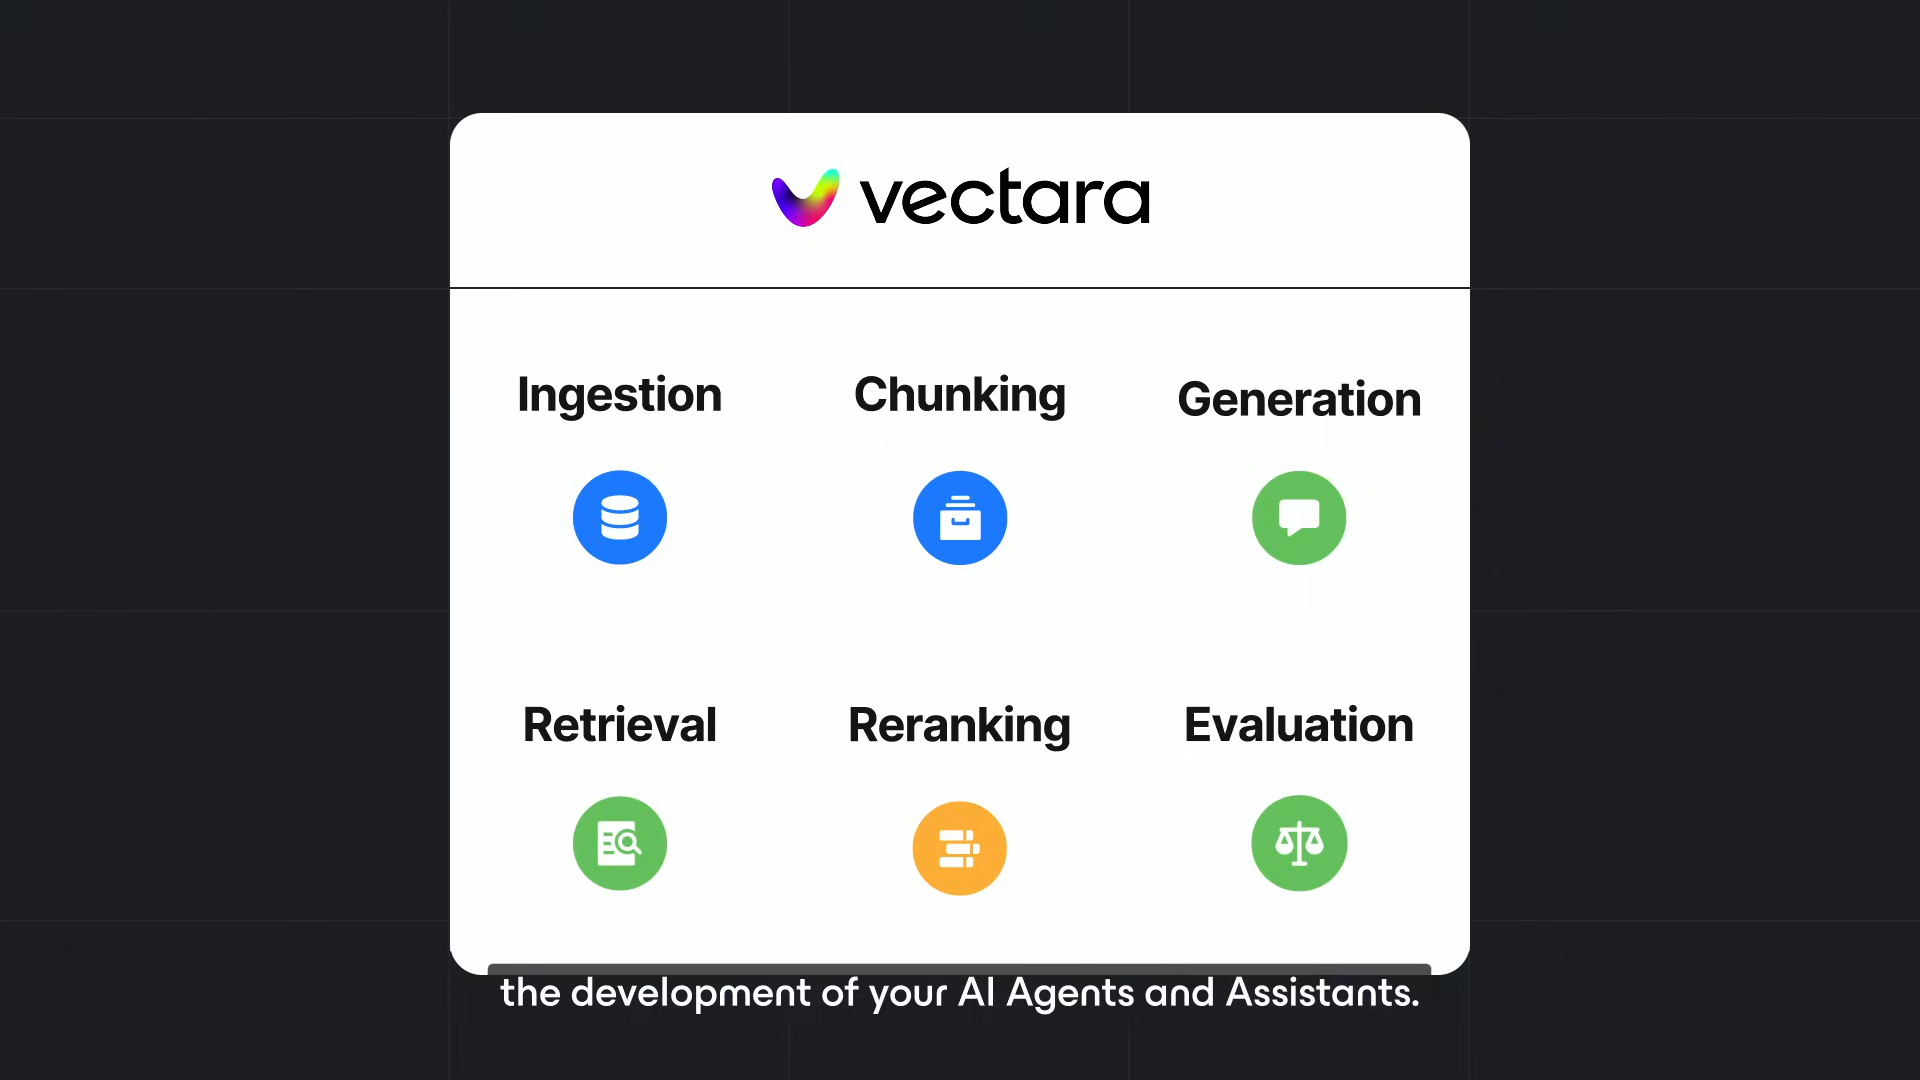 vectara
Ingestion
Chunking
Generation
Retrieval
Reranking
Evaluation
the development of your AI Agents and Assistants.